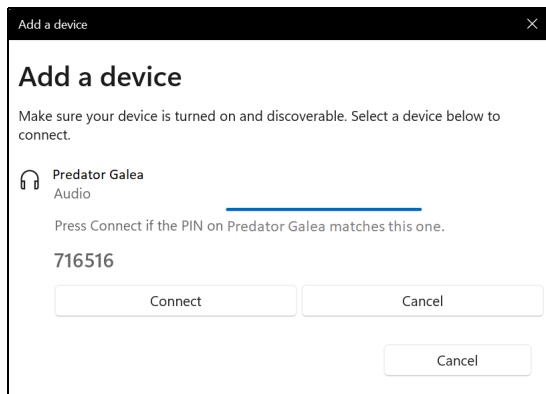 Add a device
Add a device
Make sure your device is turned on and discoverable. Select a device below to
connect.
Predator Galea
Audio
Press Connect if the PIN on Predator Galea matches this one.
716516
Connect Cancel
Cancel